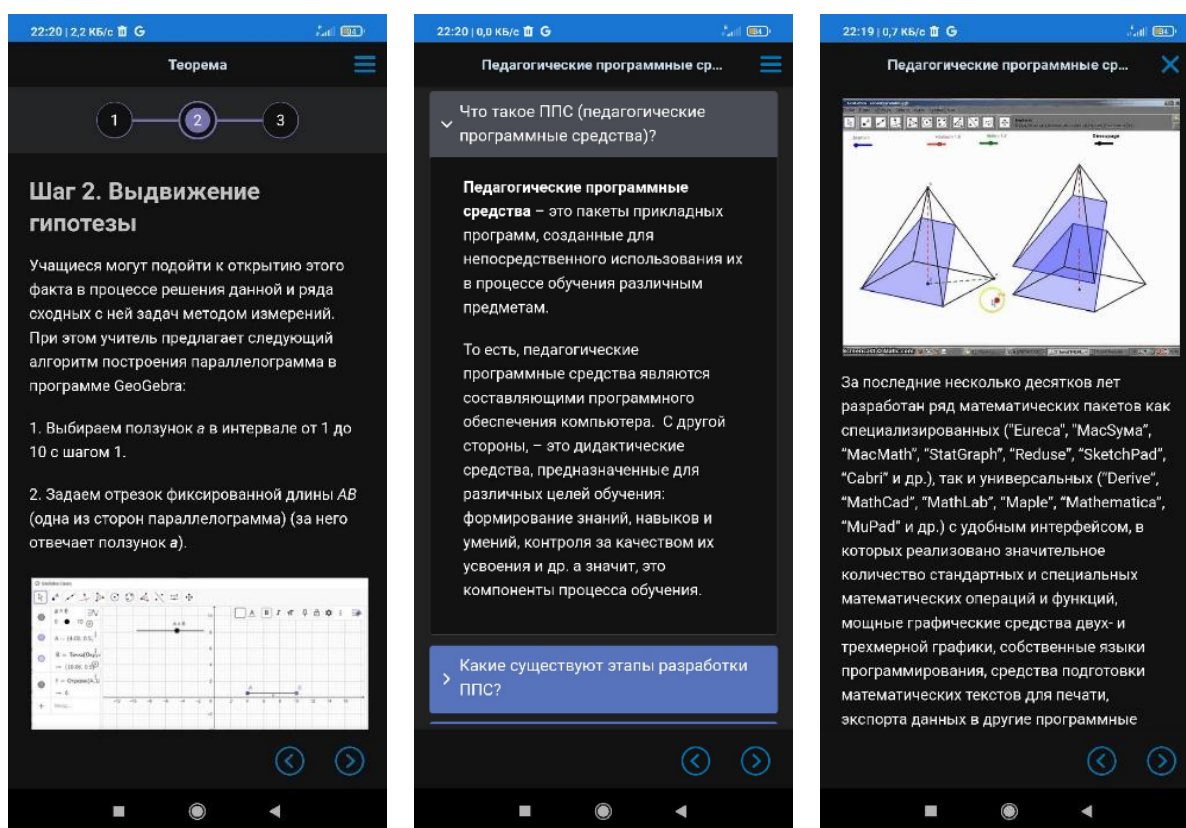 22:20 | 2,2 КБ/с G
84
Теорема
1
2
3
Шаг 2. Выдвижение
гипотезы
Учащиеся могут подойти к открытию этого
факта в процессе решения данной и ряда
сходных с ней задач методом измерений.
При этом учитель предлагает следующий
алгоритм построения параллелограмма в
программе GeoGebra:
1. Выбираем ползунок a в интервале от 1 до
10 с шагом 1.
2. Задаем отрезок фиксированной длины AB
(одна из сторон параллелограмма) (за него
отвечает ползунок a).
22:20 | 0,0 КБ/с G
84
Педагогические программные ср...
Что такое ППС (педагогические
программные средства)?
Педагогические программные
средства – это пакеты прикладных
программ, созданные для
непосредственного использования их
в процессе обучения различным
предметам.
То есть, педагогические
программные средства являются
составляющими программного
обеспечения компьютера. С другой
стороны, – это дидактические
средства, предназначенные для
различных целей обучения:
формирование знаний, навыков и
умений, контроля за качеством их
усвоения и др. а значит, это
компоненты процесса обучения.
Какие существуют этапы разработки
ППС?
22:19 | 0,7 КБ/с G
84
Педагогические программные ср...
За последние несколько десятков лет
разработан ряд математических пакетов как
специализированных ("Eureca", "MacSyма",
"MacMath", "StatGraph", "Reduse", "SketchPad",
"Cabri" и др.), так и универсальных ("Derive",
"MathCad", "MathLab", "Maple", "Mathematica",
"MuPad" и др.) с удобным интерфейсом, в
которых реализовано значительное
количество стандартных и специальных
математических операций и функций,
мощные графические средства двух- и
трехмерной графики, собственные языки
программирования, средства подготовки
математических текстов для печати,
экспорта данных в другие программные